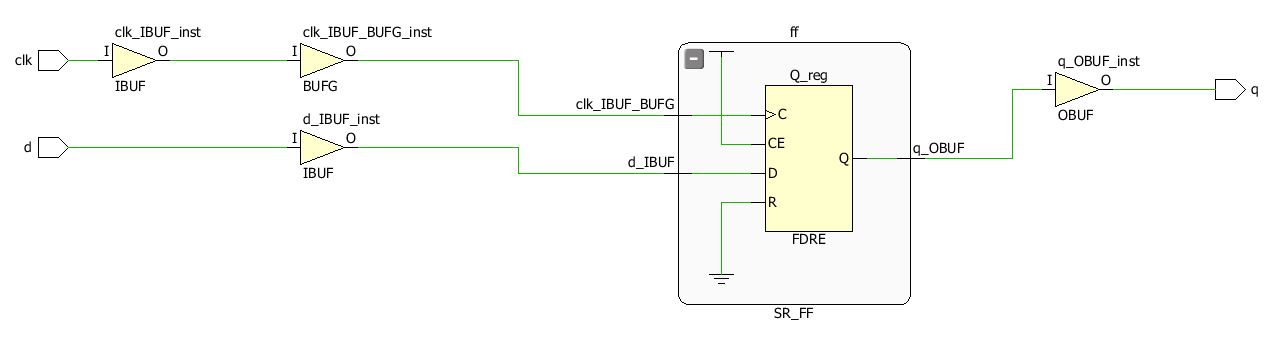 clk
clk_IBUF_inst
I
O
IBUF
clk_IBUF_BUFG_inst
I
O
BUFG
d
d_IBUF_inst
I
O
IBUF
clk_IBUF_BUFG
d_IBUF
ff
Q_reg
C
CE
D
R
Q
FDRE
SR_FF
q_OBUF
q_OBUF_inst
I
O
OBUF
q